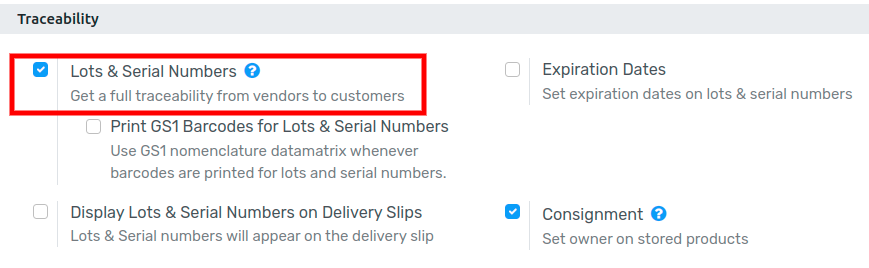 Traceability
Lots & Serial Numbers ?
Get a full traceability from vendors to customers
Print GS1 Barcodes for Lots & Serial Numbers
Use GS1 nomenclature datamatrix whenever
barcodes are printed for lots and serial numbers.
Expiration Dates
Set expiration dates on lots & serial numbers
Display Lots & Serial Numbers on Delivery Slips
Lots & Serial numbers will appear on the delivery slip
Consignment ?
Set owner on stored products